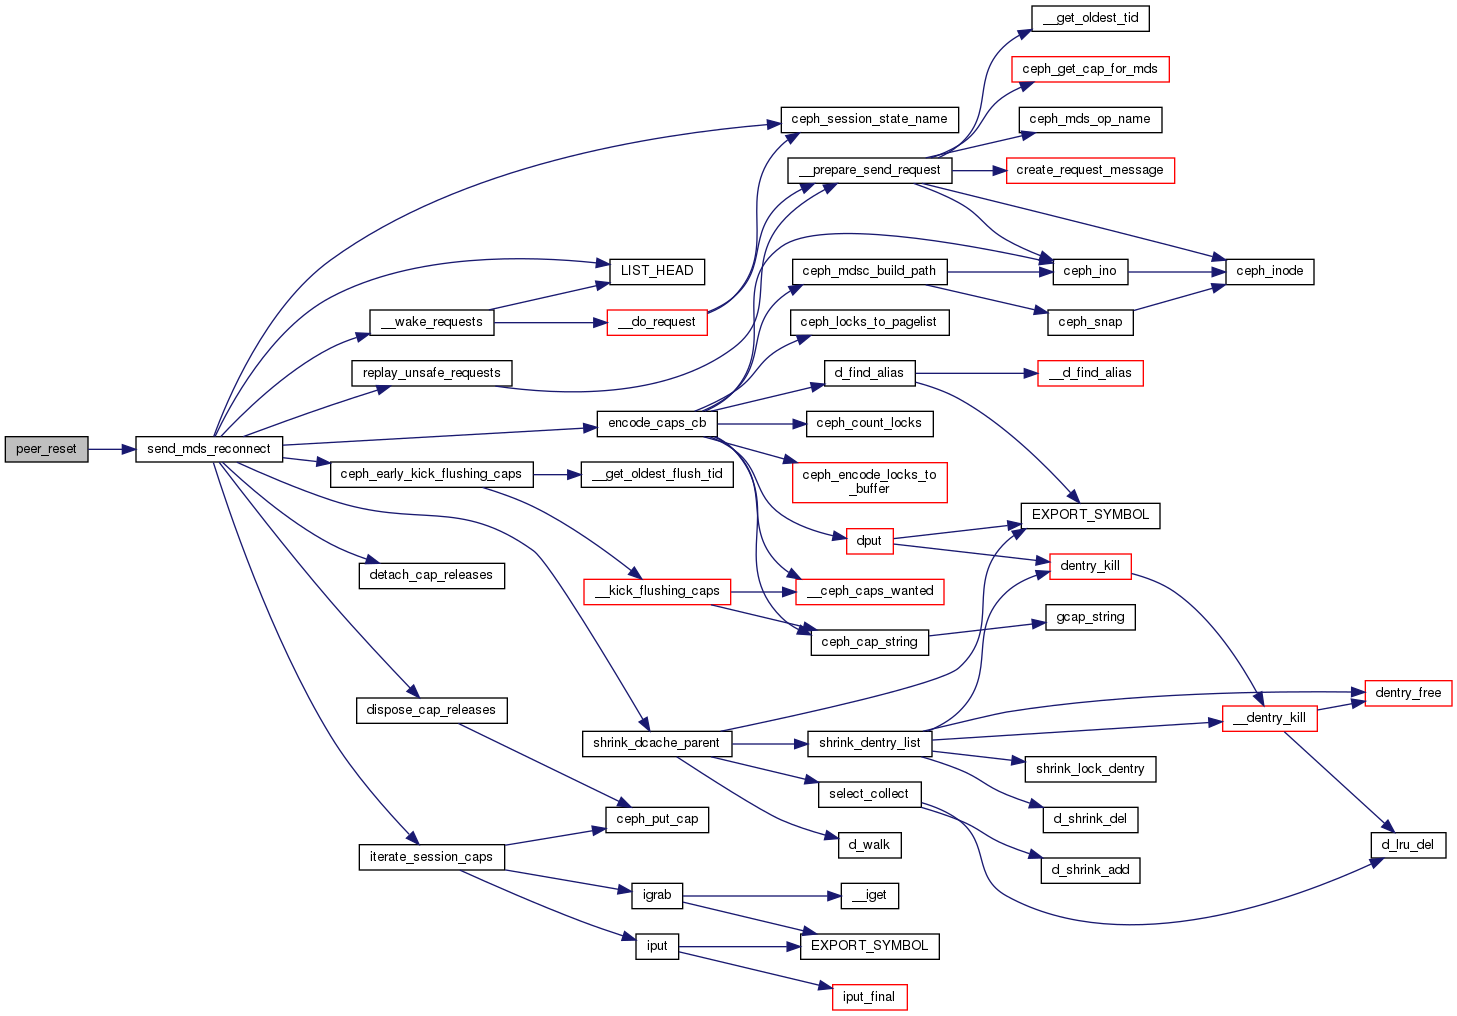 __get_oldest_tid
ceph_get_cap_for_mds
ceph_session_state_name
ceph_mds_op_name
__prepare_send_request
create_request_message
LIST_HEAD
ceph_mdsc_build_path
ceph_ino
ceph_inode
__wake_requests
__do_request
ceph_locks_to_pagelist
ceph_snap
replay_unsafe_requests
d_find_alias
__d_find_alias
encode_caps_cb
ceph_count_locks
peer_reset
send_mds_reconnect
ceph_early_kick_flushing_caps
__get_oldest_flush_tid
ceph_encode_locks_to
_buffer
EXPORT_SYMBOL
dput
dentry_kill
detach_cap_releases
__kick_flushing_caps
__ceph_caps_wanted
gcap_string
ceph_cap_string
dentry_free
dispose_cap_releases
__dentry_kill
shrink_dcache_parent
shrink_dentry_list
shrink_lock_dentry
select_collect
ceph_put_cap
d_shrink_del
d_walk
d_lru_del
iterate_session_caps
d_shrink_add
igrab
__iget
iput
EXPORT_SYMBOL
iput_final